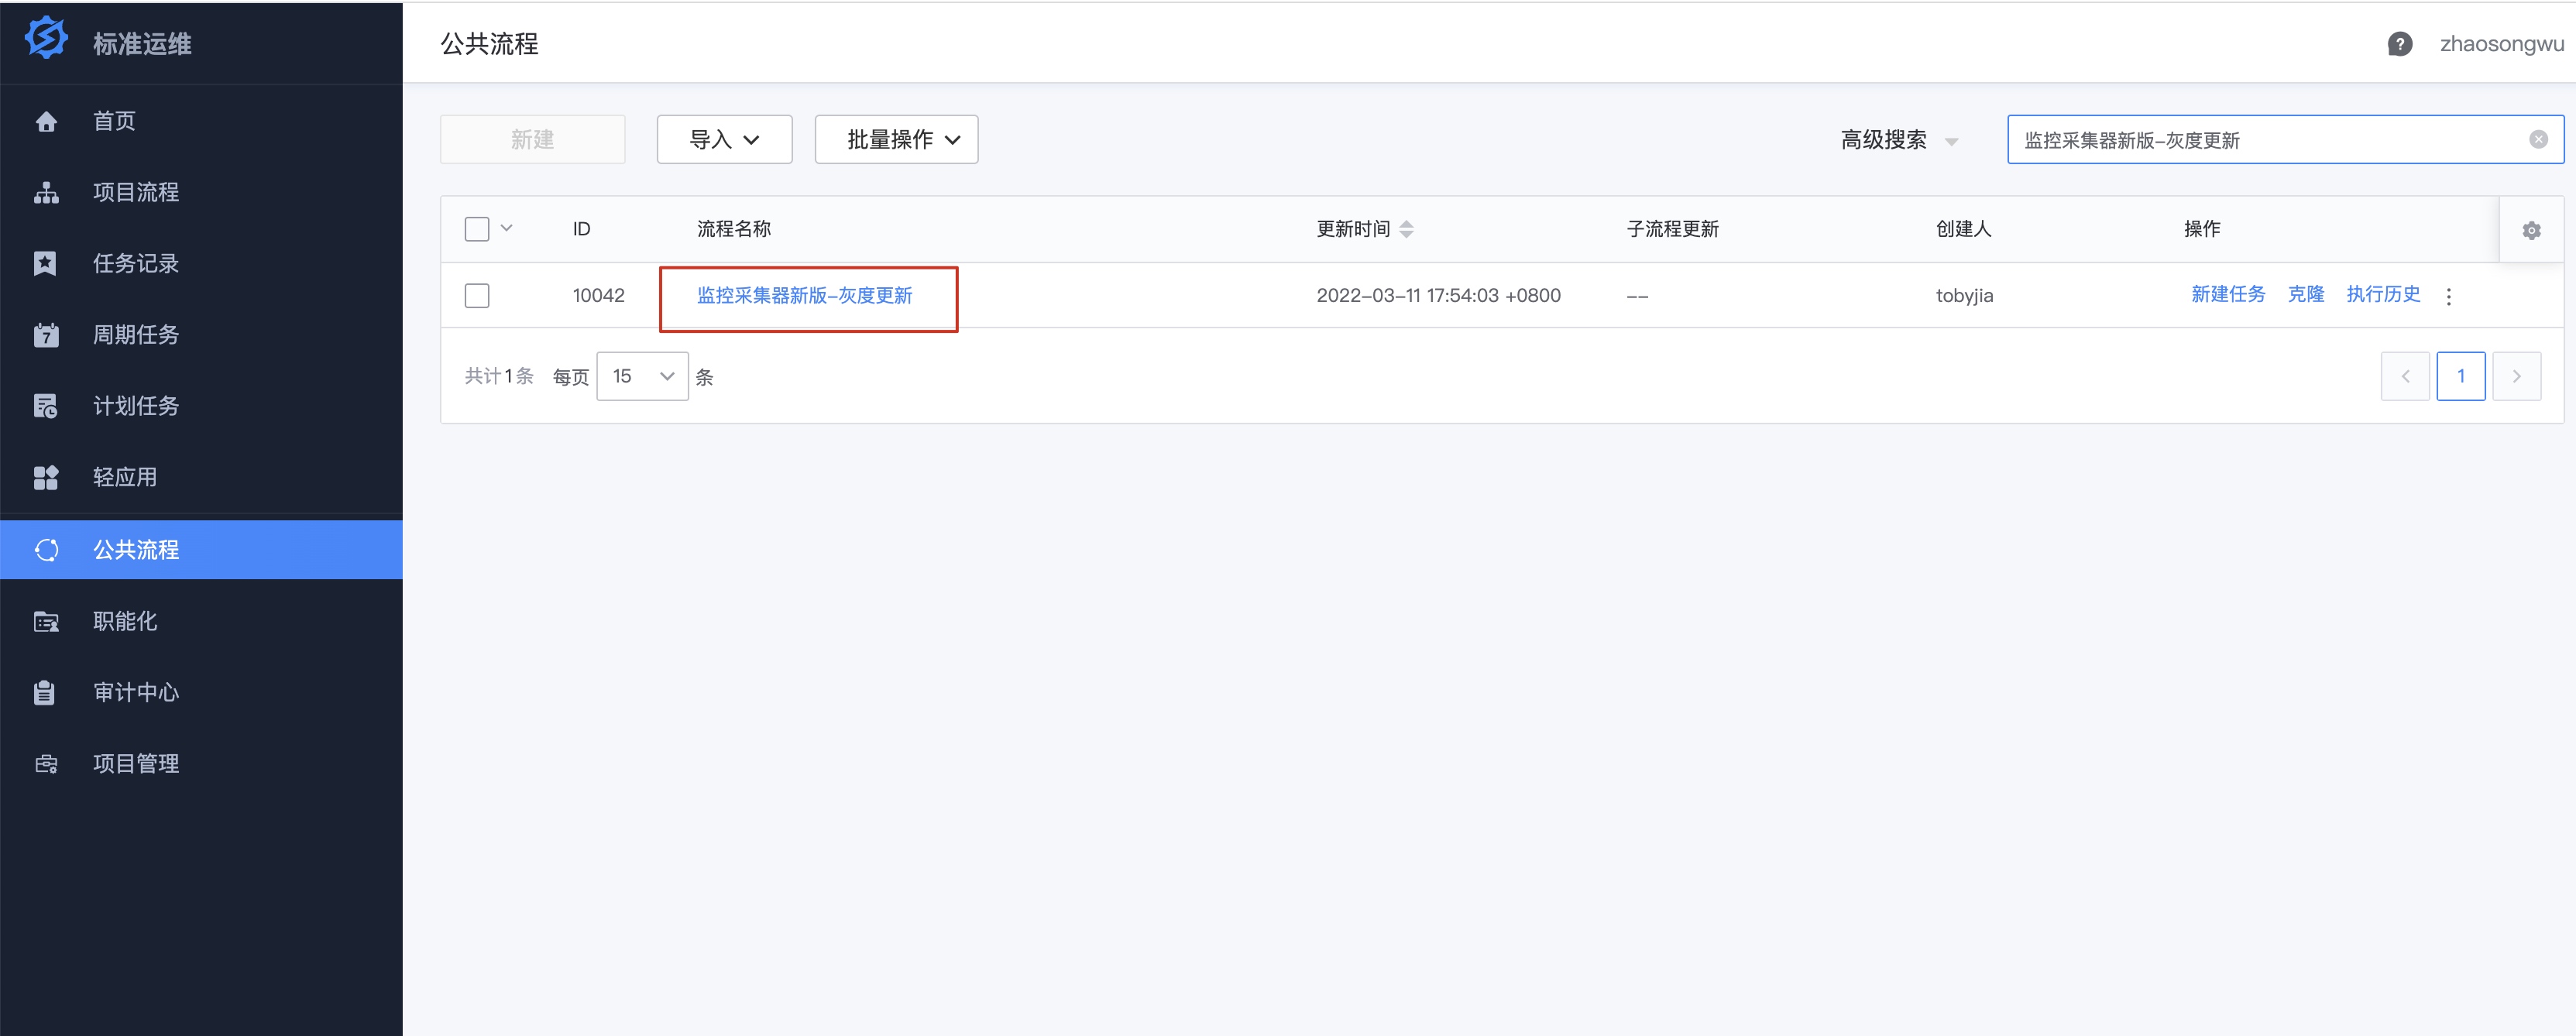 标准运维
首页
项目流程
任务记录
周期任务
计划任务
轻应用
公共流程
职能化
审计中心
项目管理
公共流程
zhaosongwu
新建
导入
批量操作
高级搜索
监控采集器新版-灰度更新
ID 流程名称 更新时间 子流程更新 创建人 操作
10042 监控采集器新版-灰度更新 2022-03-11 17:54:03 +0800 -- tobyjia 新建任务 克隆 执行历史
共计1条 每页 15 条
1